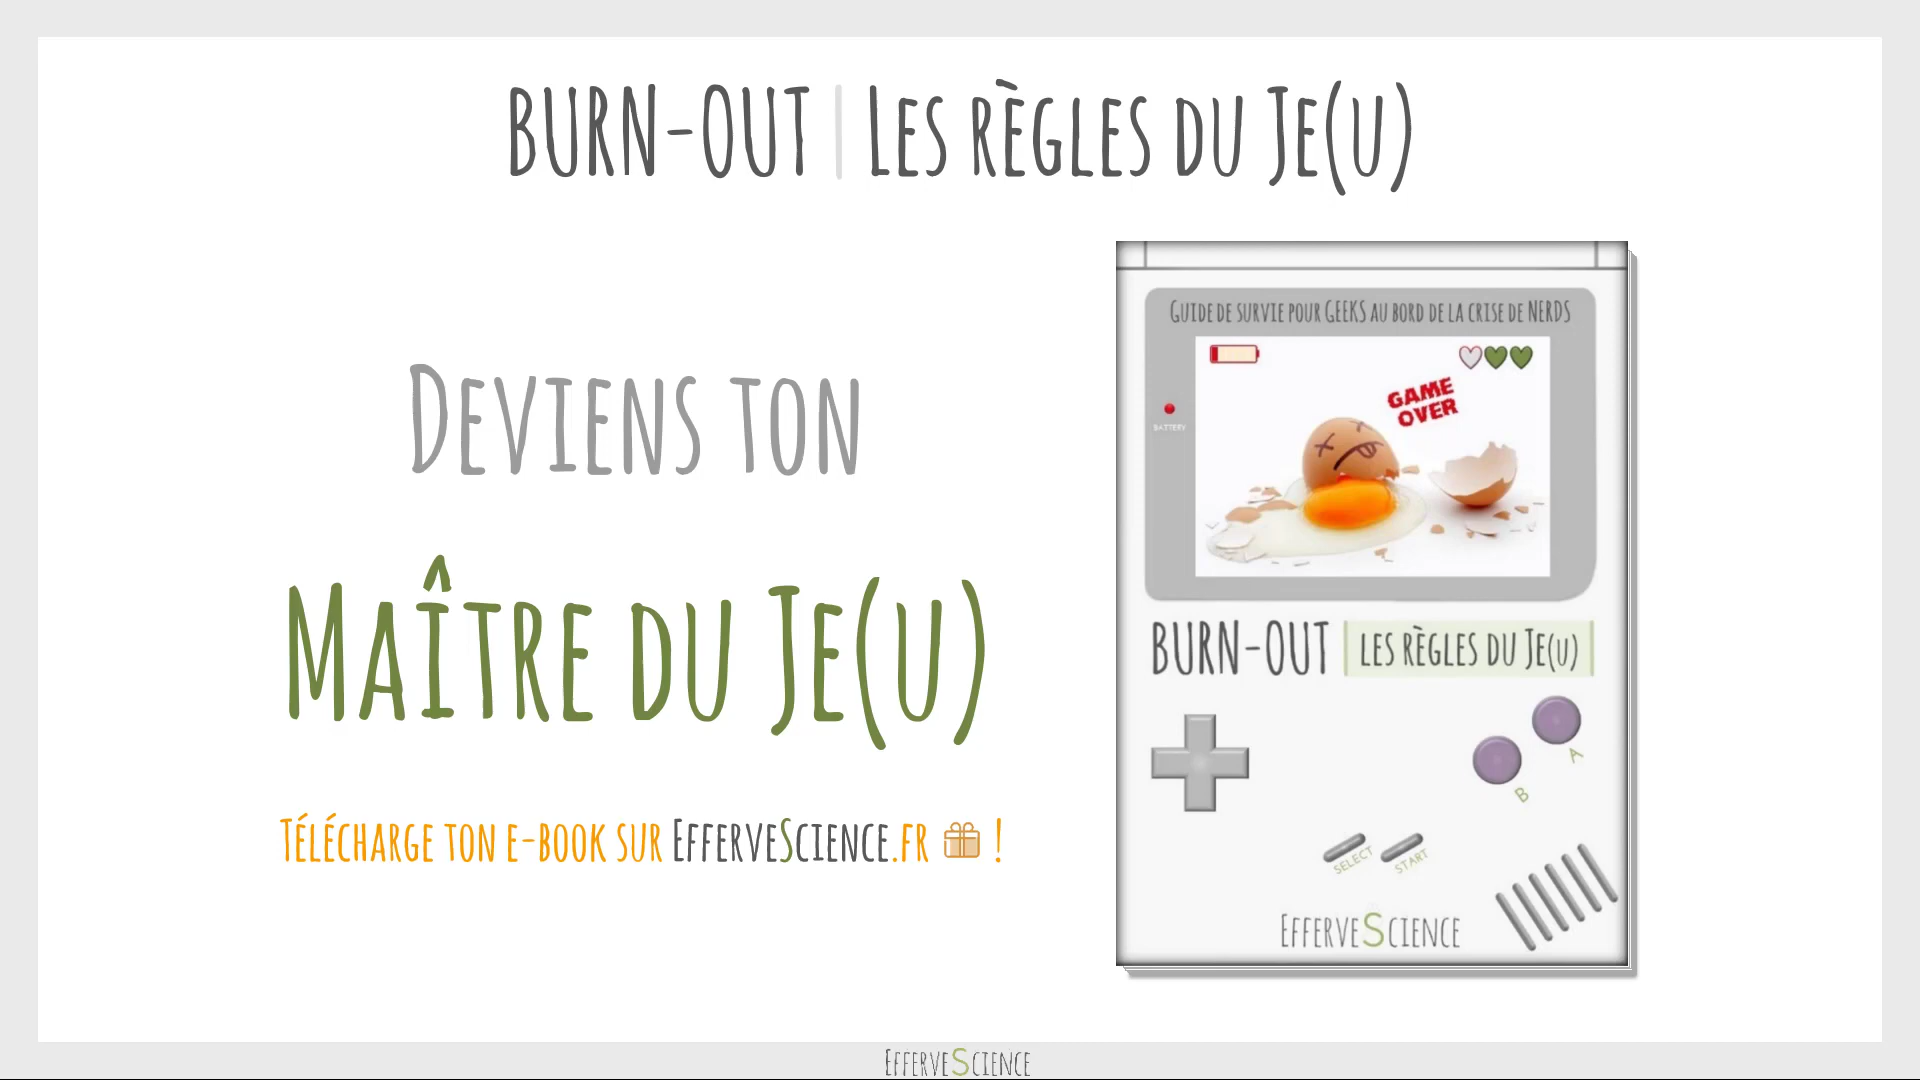 BURN-OUT | Les règles du Je(u)
Deviens ton
Maître du Je(u)
Télécharge ton e-book sur EfferveScience.fr 🎁 !
Guide de survie pour GEEKS au bord de la crise de NERDS
GAME
OVER
BATTERY
BURN-OUT
Les règles du Je(u)
A
B
SELECT
START
EfferveScience
EfferveScience